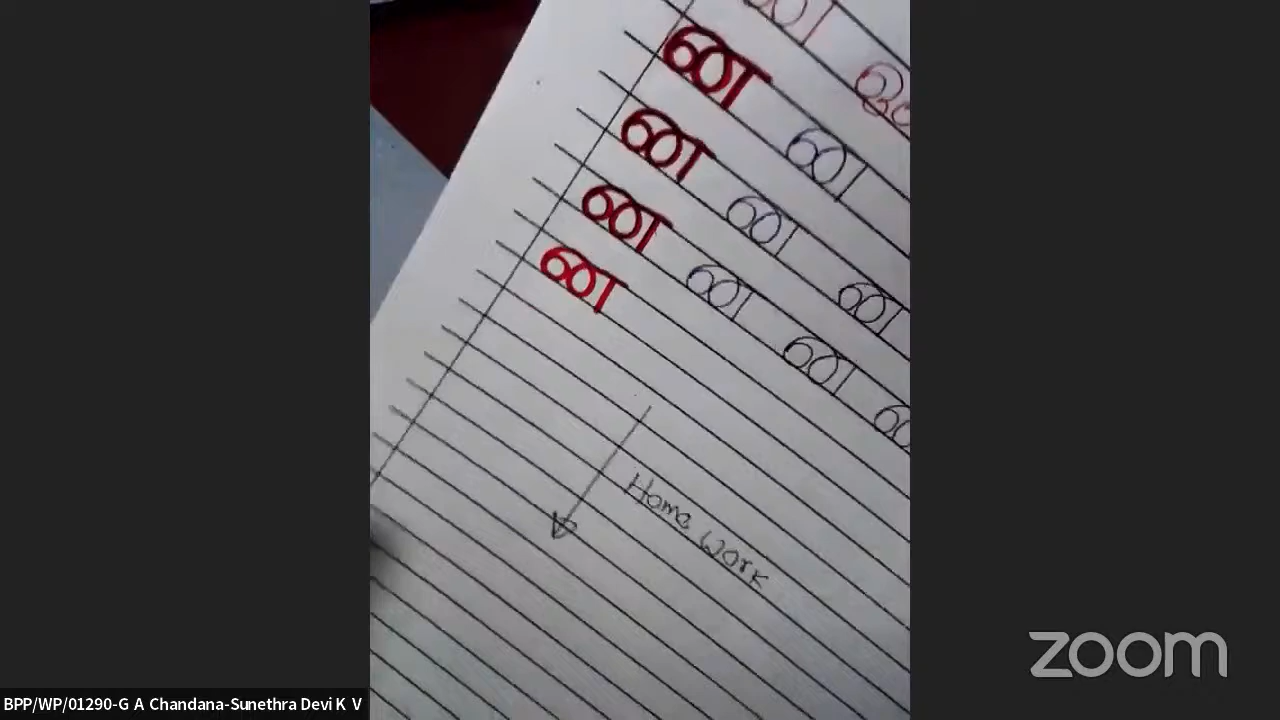 ன ன
ன ன ன
ன ன ன
ன
Home work
BPP/WP/01290-G A Chandana-Sunethra Devi K V
zoom